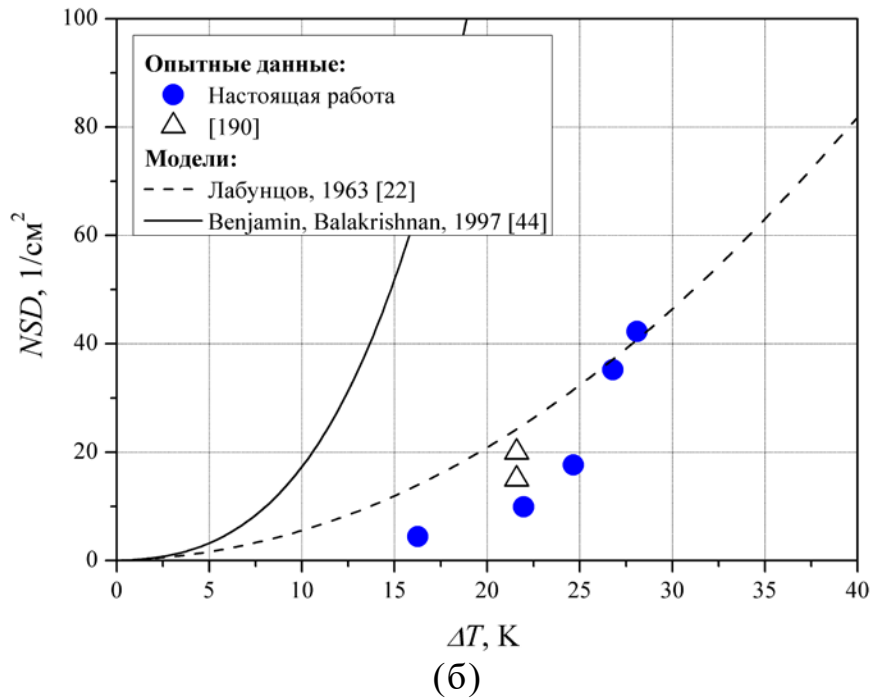 100
80
60
40
20
0
NSD, 1/см²
Опытные данные:
Настоящая работа
[190]
Модели:
Лабунцов, 1963 [22]
Benjamin, Balakrishnan, 1997 [44]
0 5 10 15 20 25 30 35 40
ΔT, K
(б)